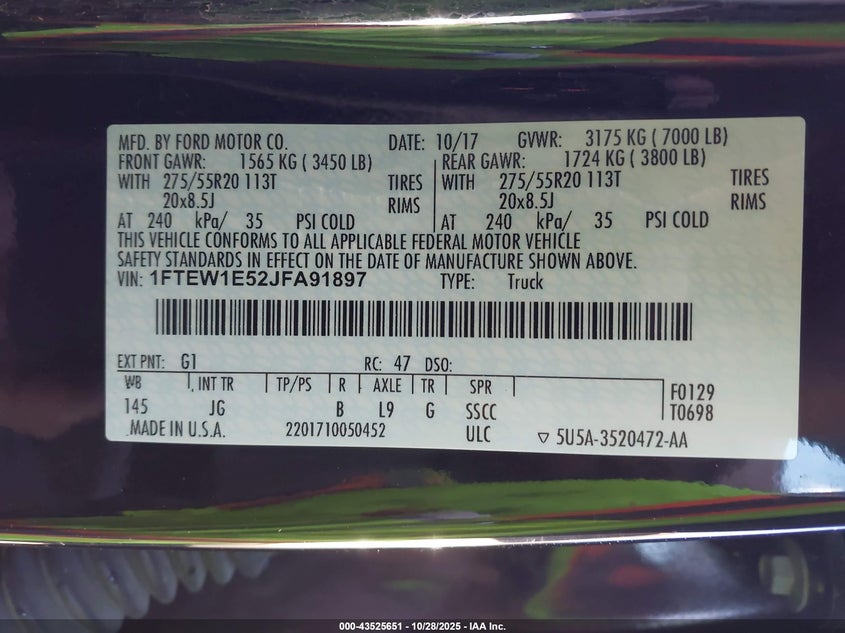 MFD. BY FORD MOTOR CO. DATE: 10/17 GVWR: 3175 KG ( 7000 LB)
FRONT GAWR: 1565 KG ( 3450 LB) REAR GAWR: 1724 KG ( 3800 LB)
WITH 275/55R20 113T TIRES WITH 275/55R20 113T TIRES
20x8.5J RIMS 20x8.5J RIMS
AT 240 kPa/ 35 PSI COLD AT 240 kPa/ 35 PSI COLD
THIS VEHICLE CONFORMS TO ALL APPLICABLE FEDERAL MOTOR VEHICLE
SAFETY STANDARDS IN EFFECT ON THE DATE OF MANUFACTURE SHOWN ABOVE.
VIN: 1FTEW1E52JFA91897 TYPE: Truck
EXT PNT: G1 RC: 47 DSO:
WB INT TR TP/PS R AXLE TR SPR F0129
145 JG B L9 G SSCC T0698
MADE IN U.S.A. 2201710050452 ULC ▽ 5U5A-3520472-AA
000-43525651 - 10/28/2025 - IAA Inc.